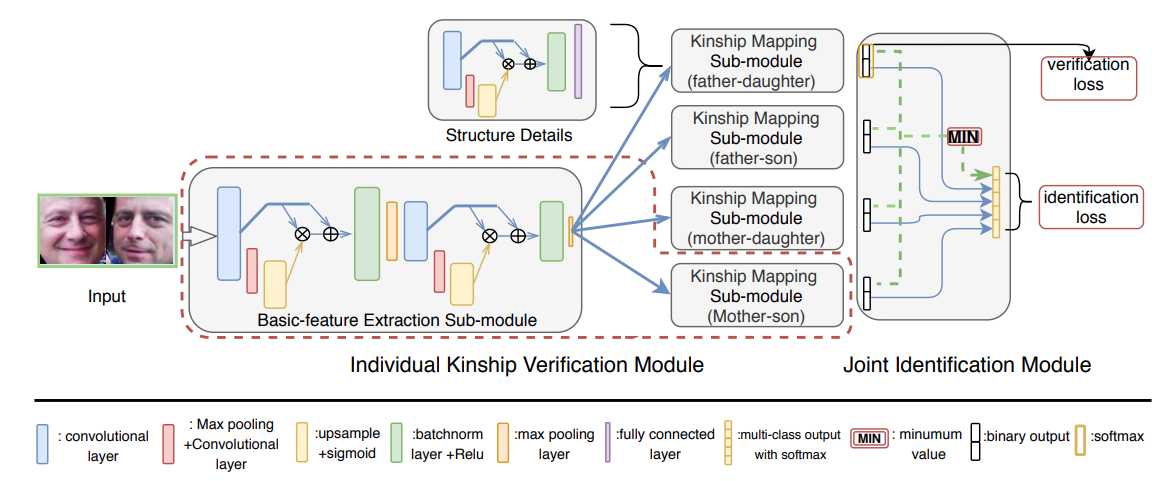 Kinship Mapping
Sub-module
(father-daughter)
Structure Details
Kinship Mapping
Sub-module
(father-son)
Kinship Mapping
Sub-module
(mother-daughter)
Kinship Mapping
Sub-module
(Mother-son)
verification
loss
MIN
identification
loss
Input
Basic-feature Extraction Sub-module
Individual Kinship Verification Module
Joint Identification Module
: convolutional
layer
: Max pooling
+Convolutional
layer
:upsample
+sigmoid
:batchnorm
layer +Relu
:max pooling
layer
:fully connected
layer
:multi-class output
with softmax
MIN
: minumum
value
:binary output
:softmax